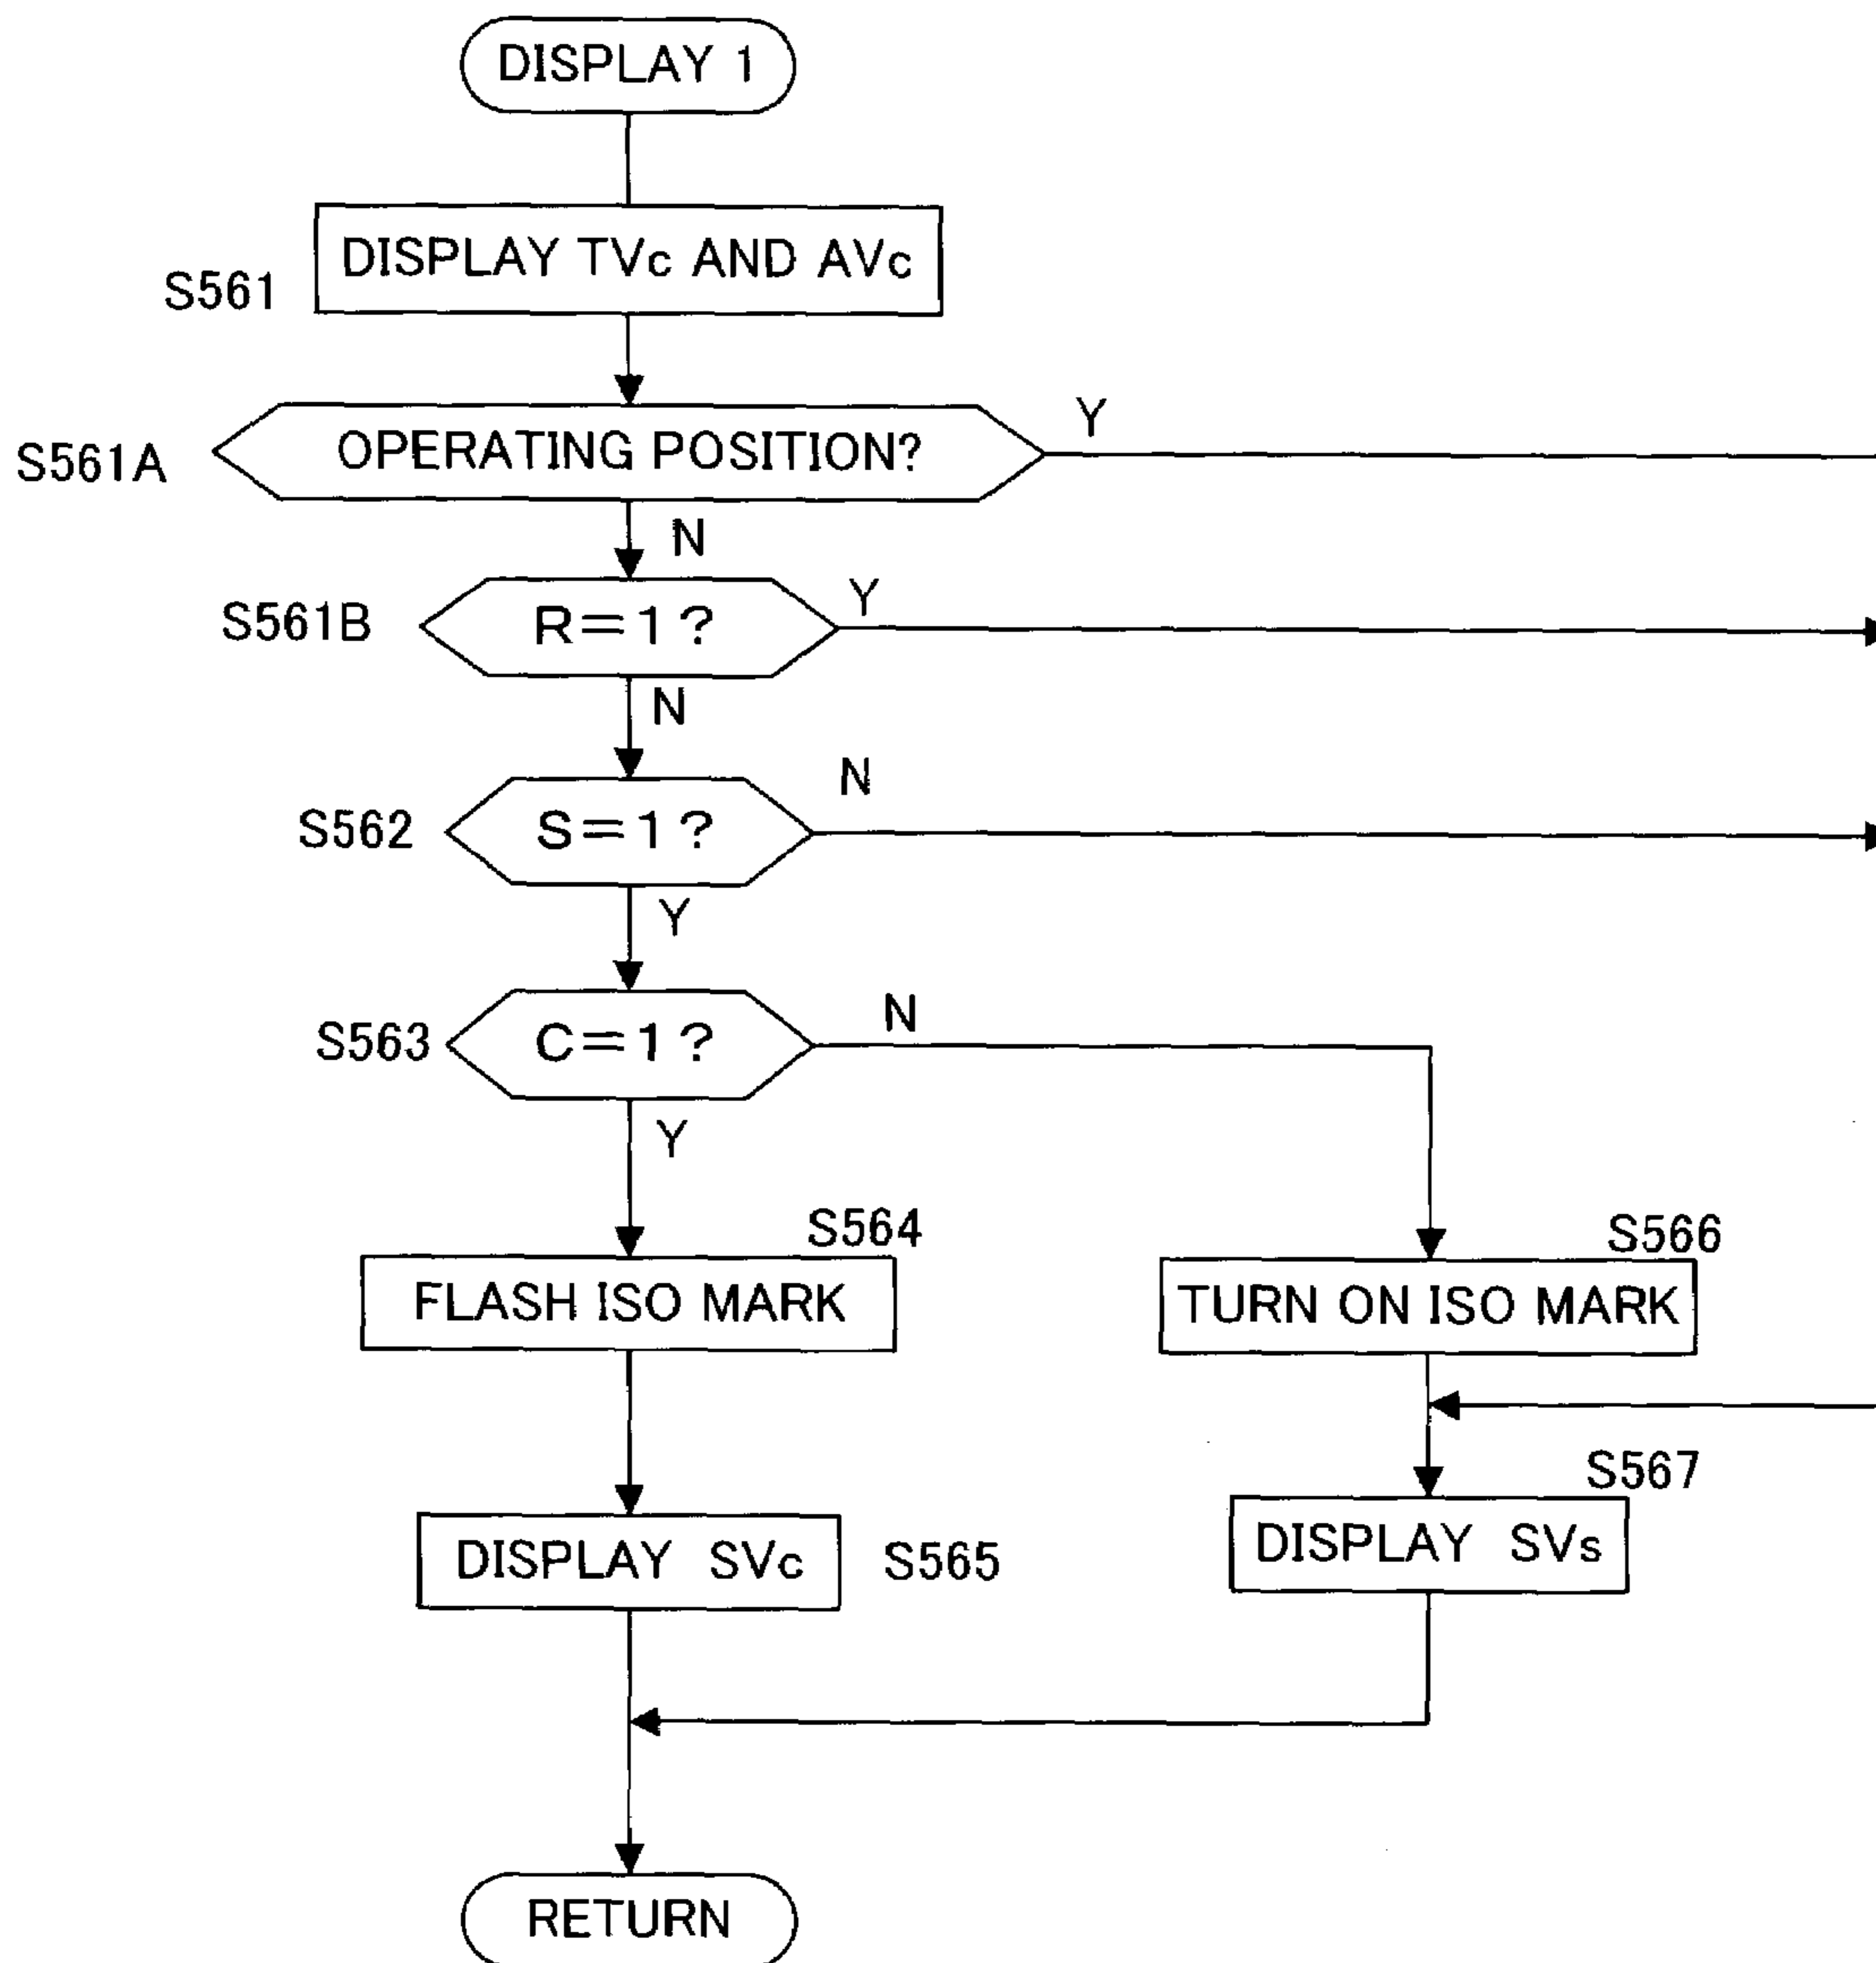 DISPLAY 1
DISPLAY TVc AND AVc
S561
S561A
OPERATING POSITION?
Y
N
S561B
R=1?
Y
N
S562
S=1?
N
Y
S563
C=1?
N
Y
S564
FLASH ISO MARK
S566
TURN ON ISO MARK
S567
DISPLAY SVc
S565
DISPLAY SVs
RETURN